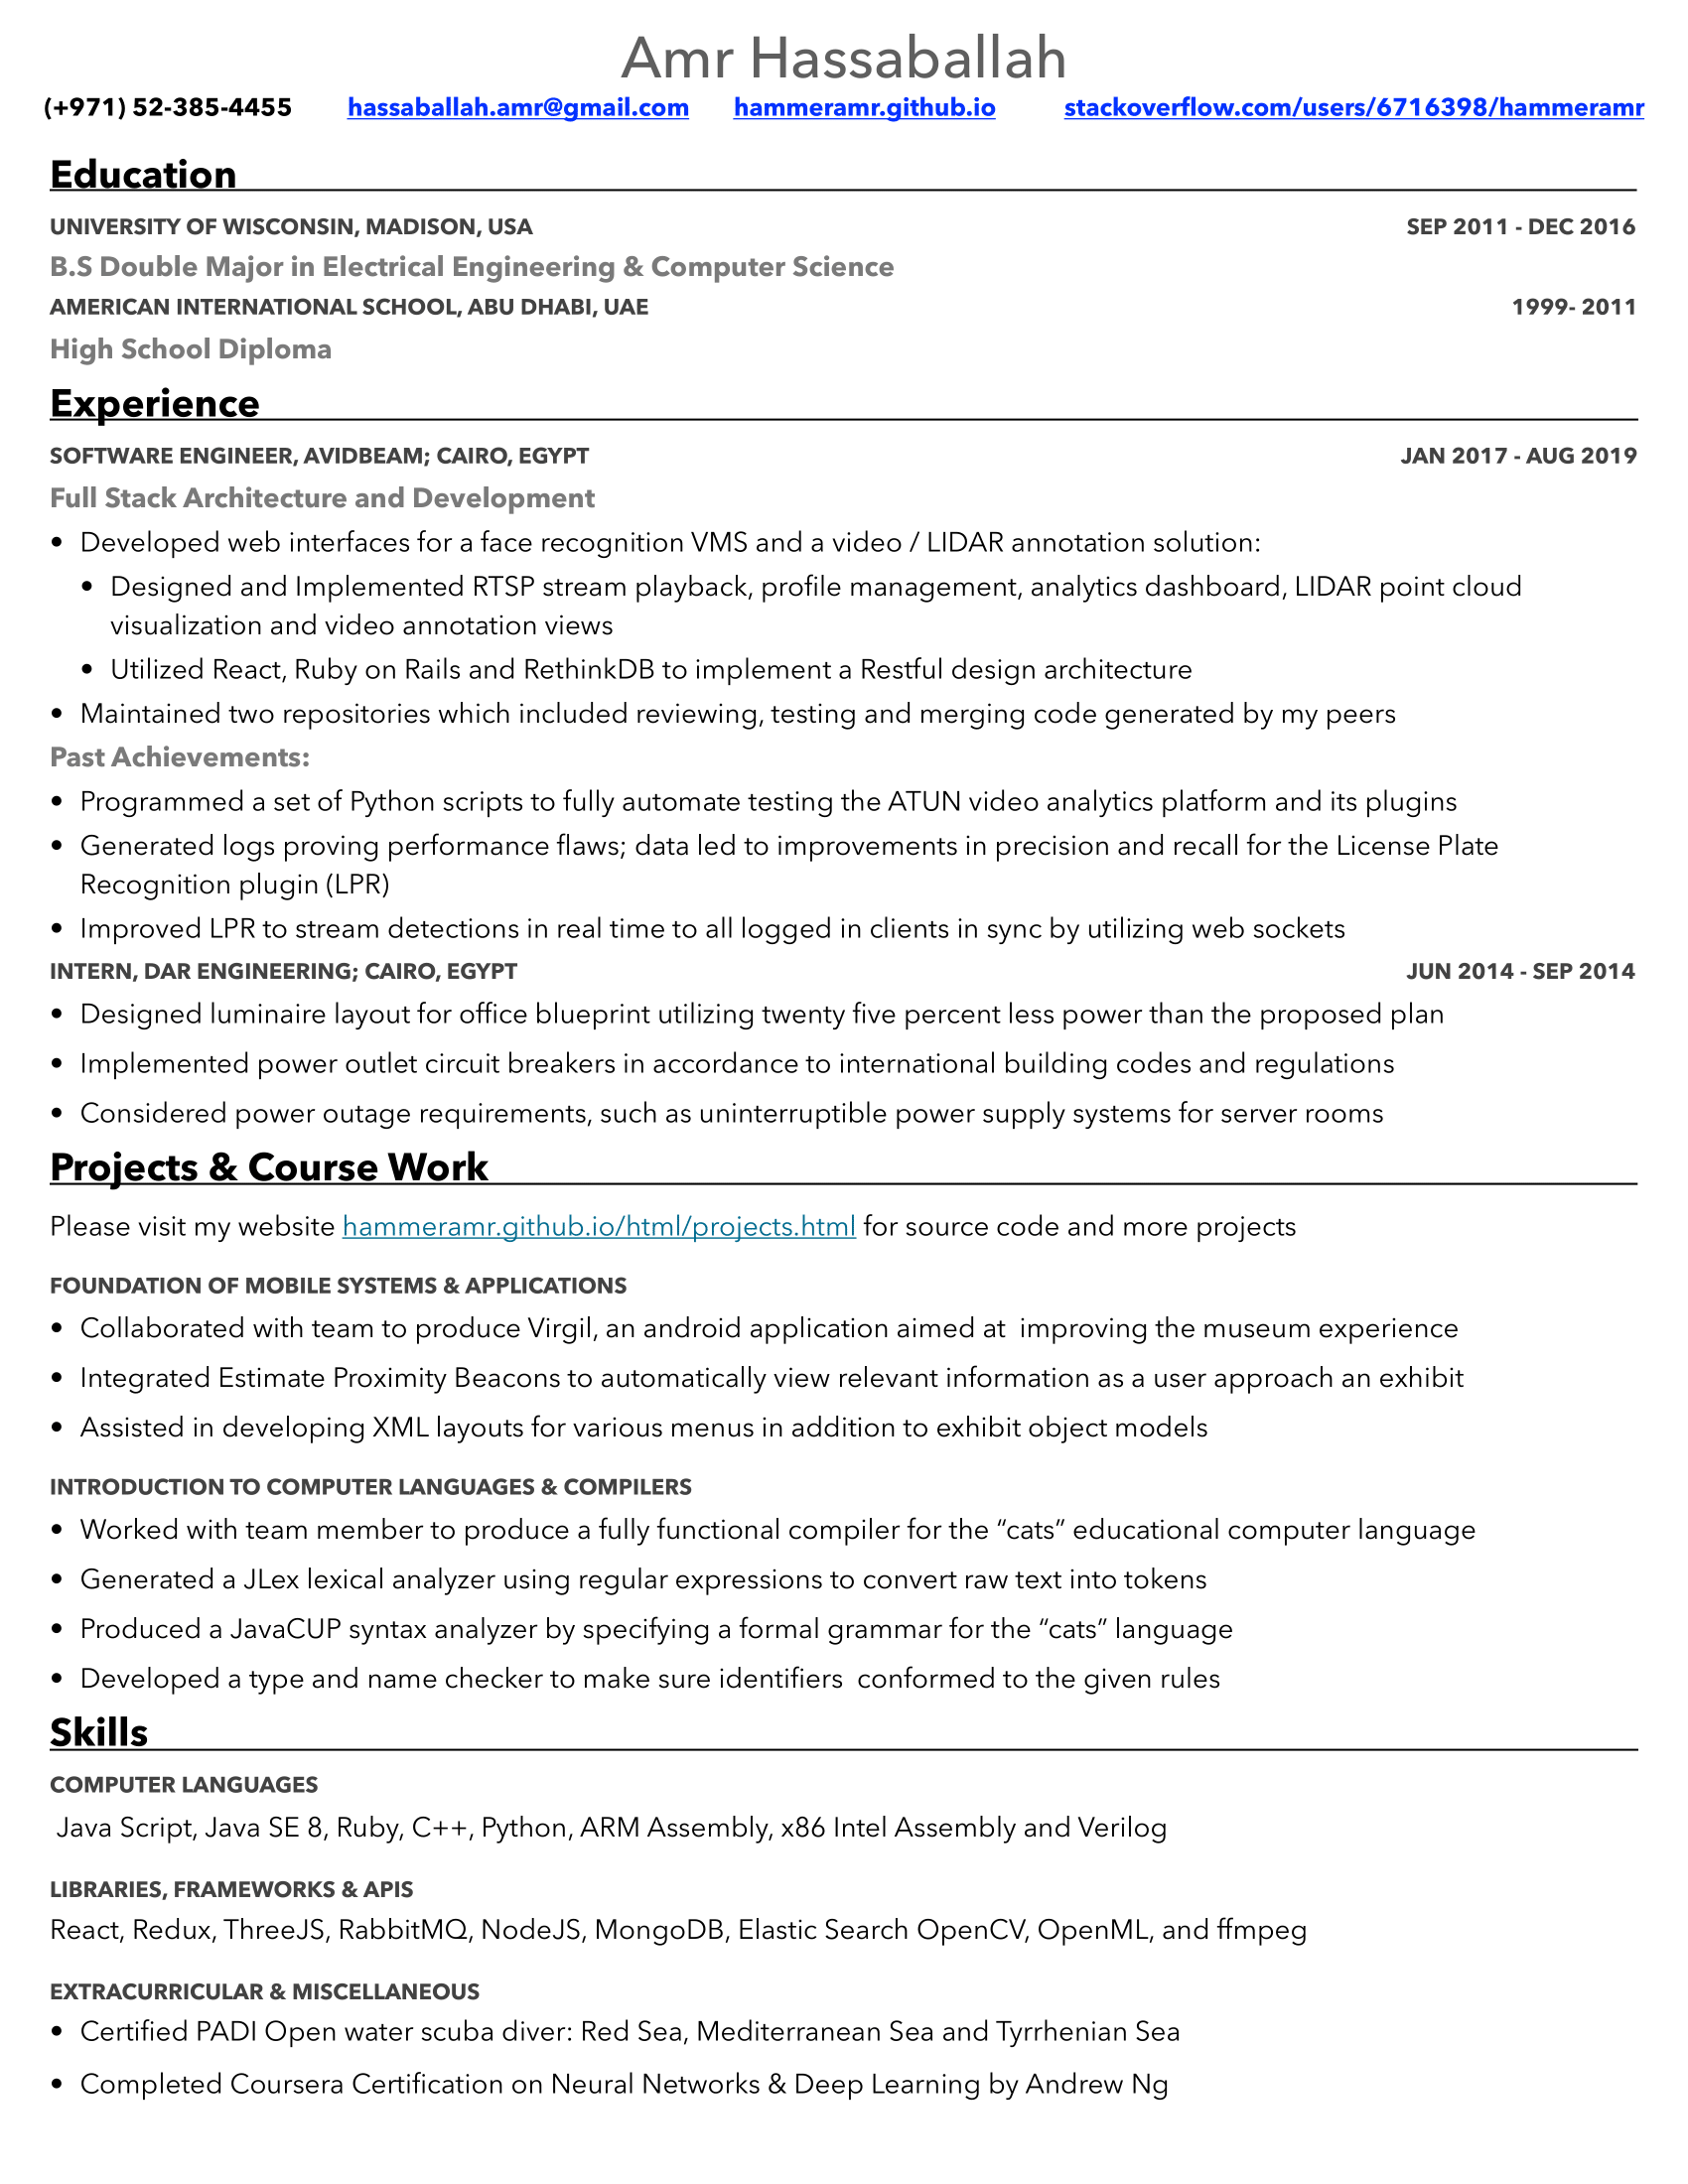 Amr Hassaballah
(+971) 52-385-4455 hassaballah.amr@gmail.com hammeramr.github.io stackoverflow.com/users/6716398/hammeramr
Education
UNIVERSITY OF WISCONSIN, MADISON, USA SEP 2011 - DEC 2016
B.S Double Major in Electrical Engineering & Computer Science
AMERICAN INTERNATIONAL SCHOOL, ABU DHABI, UAE 1999- 2011
High School Diploma
Experience
SOFTWARE ENGINEER, AVIDBEAM; CAIRO, EGYPT JAN 2017 - AUG 2019
Full Stack Architecture and Development
• Developed web interfaces for a face recognition VMS and a video / LIDAR annotation solution:
• Designed and Implemented RTSP stream playback, profile management, analytics dashboard, LIDAR point cloud
visualization and video annotation views
• Utilized React, Ruby on Rails and RethinkDB to implement a Restful design architecture
• Maintained two repositories which included reviewing, testing and merging code generated by my peers
Past Achievements:
• Programmed a set of Python scripts to fully automate testing the ATUN video analytics platform and its plugins
• Generated logs proving performance flaws; data led to improvements in precision and recall for the License Plate
Recognition plugin (LPR)
• Improved LPR to stream detections in real time to all logged in clients in sync by utilizing web sockets
INTERN, DAR ENGINEERING; CAIRO, EGYPT JUN 2014 - SEP 2014
• Designed luminaire layout for office blueprint utilizing twenty five percent less power than the proposed plan
• Implemented power outlet circuit breakers in accordance to international building codes and regulations
• Considered power outage requirements, such as uninterruptible power supply systems for server rooms
Projects & Course Work
Please visit my website hammeramr.github.io/html/projects.html for source code and more projects
FOUNDATION OF MOBILE SYSTEMS & APPLICATIONS
• Collaborated with team to produce Virgil, an android application aimed at  improving the museum experience
• Integrated Estimate Proximity Beacons to automatically view relevant information as a user approach an exhibit
• Assisted in developing XML layouts for various menus in addition to exhibit object models
INTRODUCTION TO COMPUTER LANGUAGES & COMPILERS
• Worked with team member to produce a fully functional compiler for the “cats” educational computer language
• Generated a JLex lexical analyzer using regular expressions to convert raw text into tokens
• Produced a JavaCUP syntax analyzer by specifying a formal grammar for the “cats” language
• Developed a type and name checker to make sure identifiers  conformed to the given rules
Skills
COMPUTER LANGUAGES
Java Script, Java SE 8, Ruby, C++, Python, ARM Assembly, x86 Intel Assembly and Verilog
LIBRARIES, FRAMEWORKS & APIS
React, Redux, ThreeJS, RabbitMQ, NodeJS, MongoDB, Elastic Search OpenCV, OpenML, and ffmpeg
EXTRACURRICULAR & MISCELLANEOUS
• Certified PADI Open water scuba diver: Red Sea, Mediterranean Sea and Tyrrhenian Sea
• Completed Coursera Certification on Neural Networks & Deep Learning by Andrew Ng